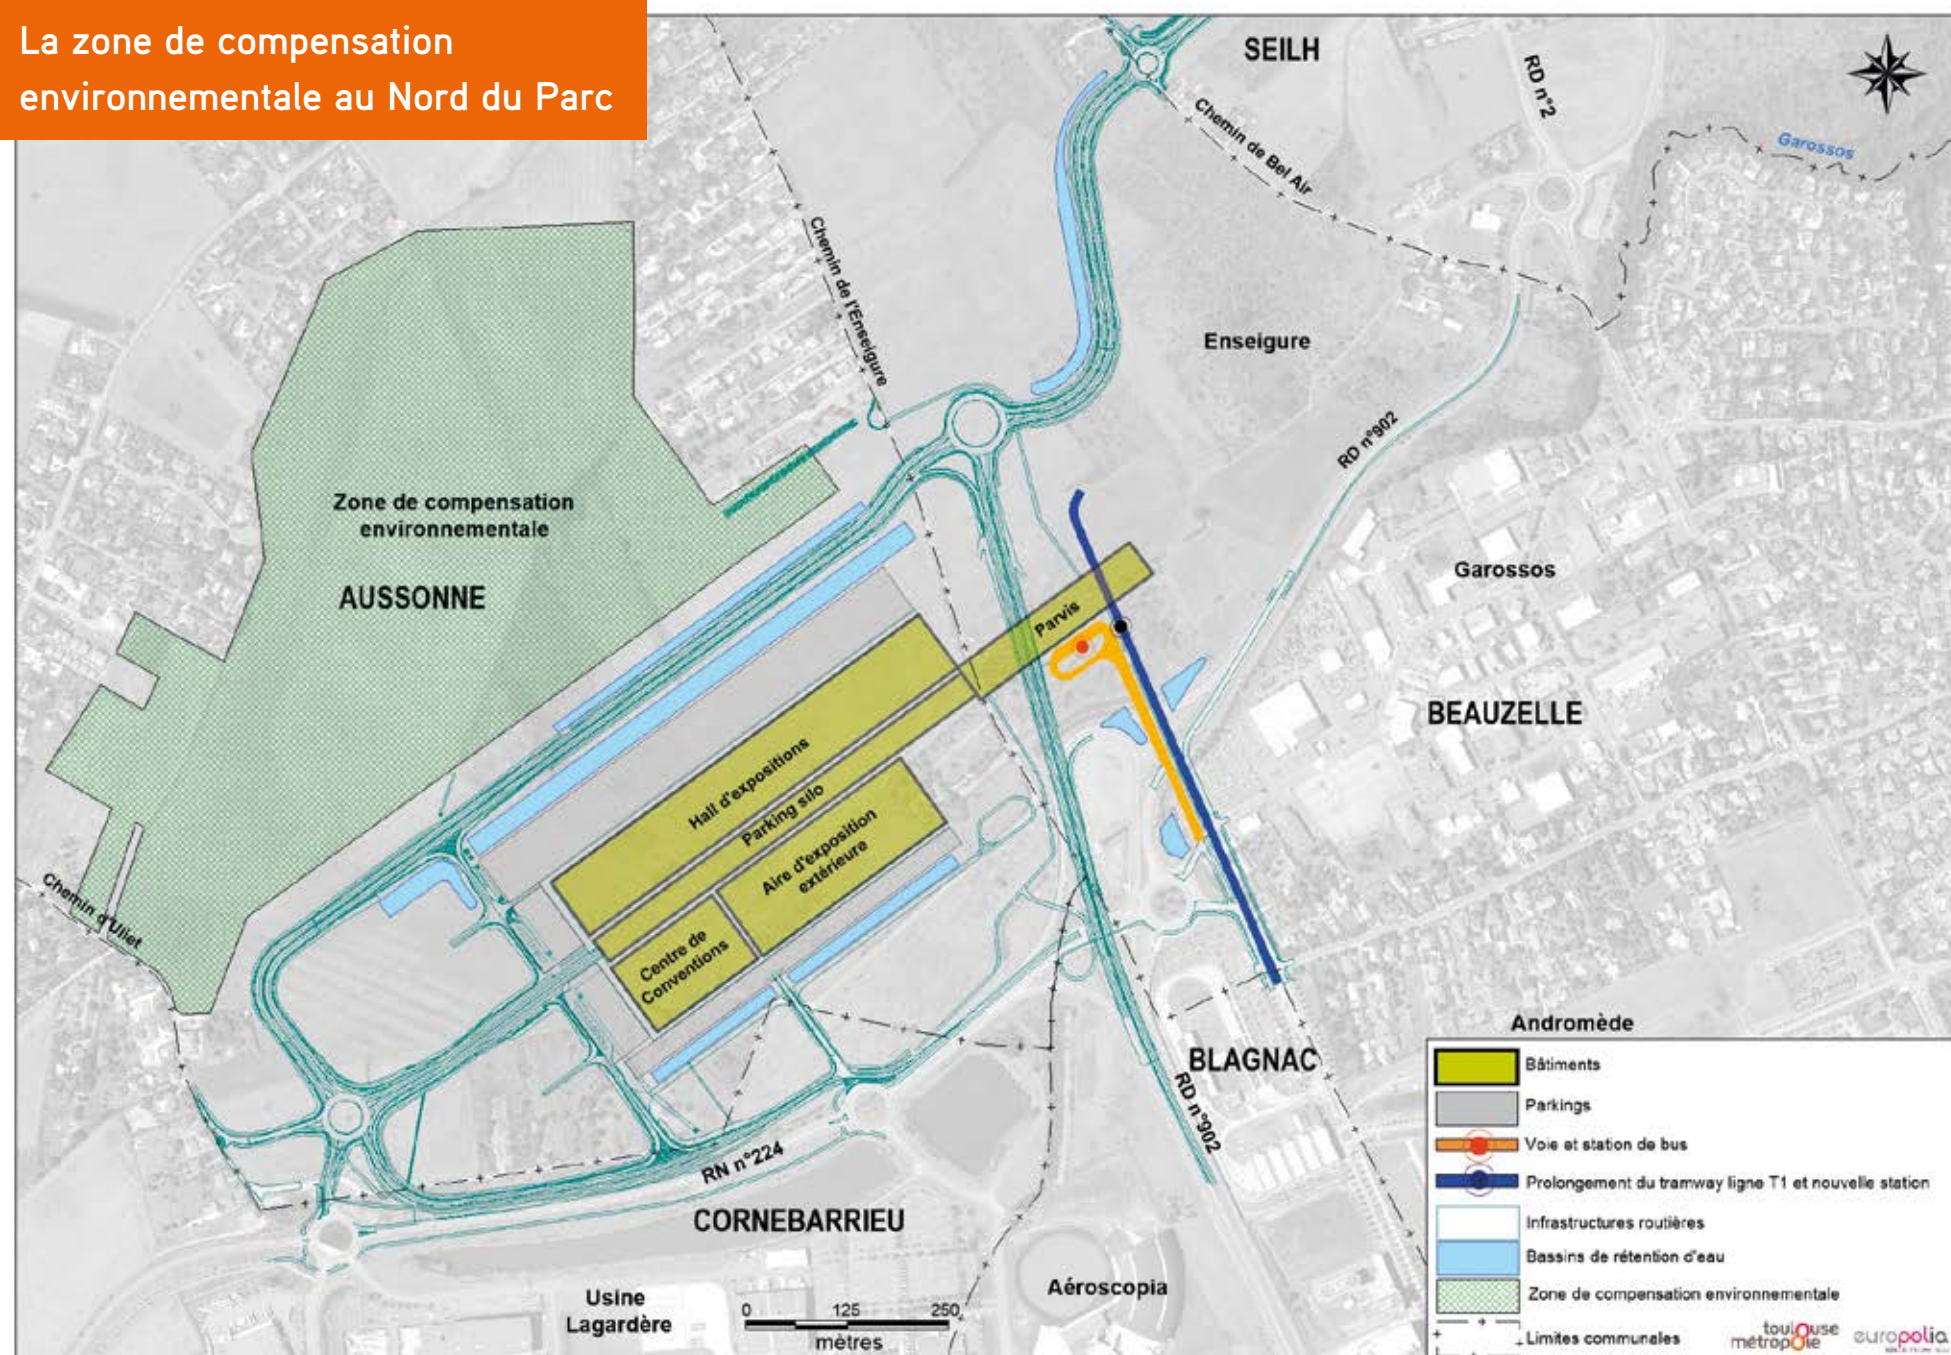 La zone de compensation
environnementale au Nord du Parc
SEILH
RD n°2
Chemin de Bel Air
Garossos
Chemin de l'Enseigure
Enseigure
RD n°902
Zone de compensation
environnementale
AUSSONNE
Garossos
Parvis
BEAUZELLE
Hall d'expositions
Parking silo
Aire d'exposition
extérieure
Centre de
Conventions
Chemin d'Uliet
Andromède
BLAGNAC
RD n°902
RN n°224
CORNEBARRIEU
Usine
Lagardère
Aéroscopia
0 125 250
mètres
Bâtiments
Parkings
Voie et station de bus
Prolongement du tramway ligne T1 et nouvelle station
Infrastructures routières
Bassins de rétention d'eau
Zone de compensation environnementale
Limites communales
toulouse
métropole
europolia